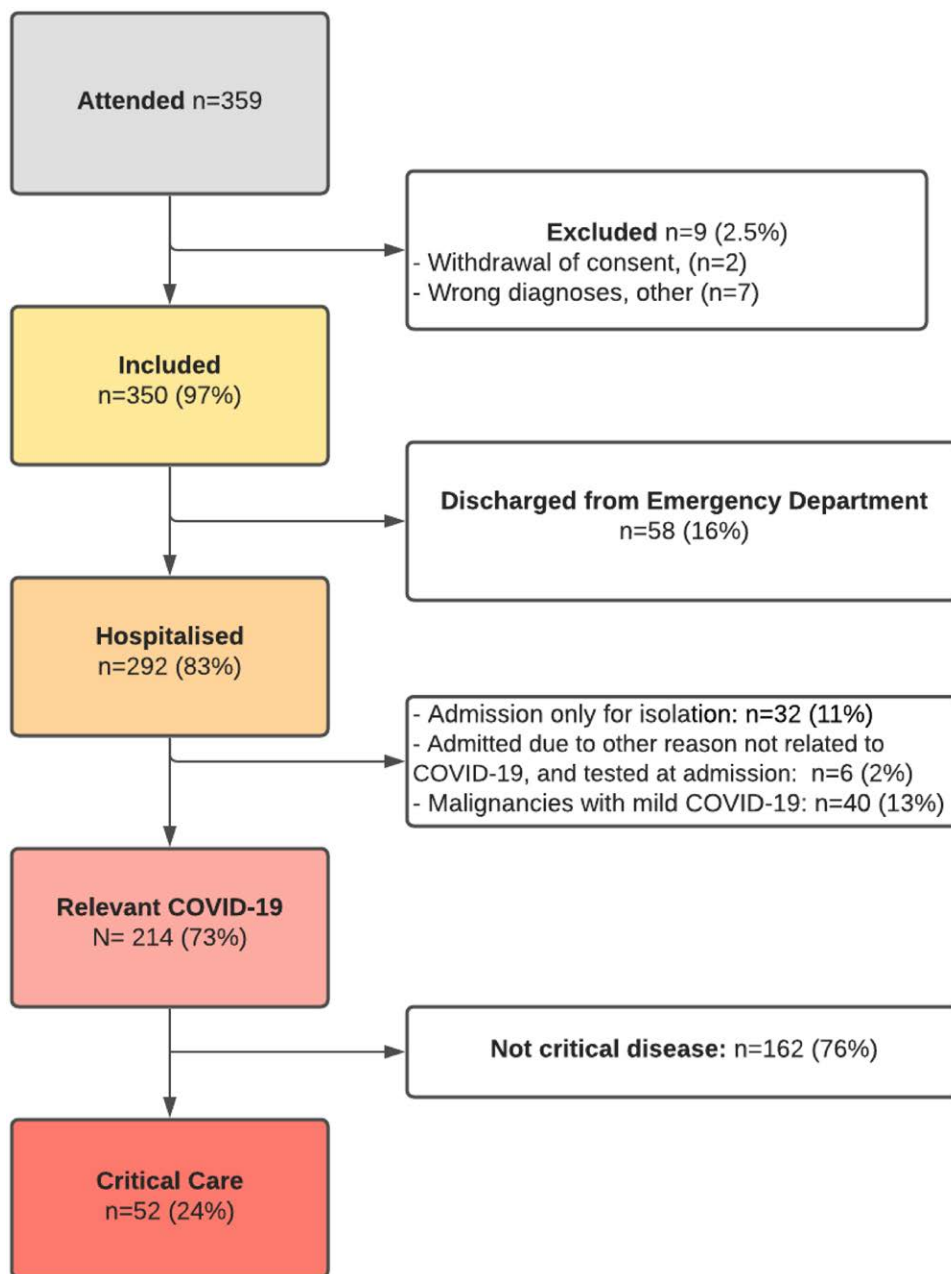 Attended n=359
Excluded n=9 (2.5%)
- Withdrawal of consent, (n=2)
- Wrong diagnoses, other (n=7)
Included
n=350 (97%)
Discharged from Emergency Department
n=58 (16%)
Hospitalised
n=292 (83%)
- Admission only for isolation: n=32 (11%)
- Admitted due to other reason not related to
COVID-19, and tested at admission: n=6 (2%)
- Malignancies with mild COVID-19: n=40 (13%)
Relevant COVID-19
N= 214 (73%)
Not critical disease: n=162 (76%)
Critical Care
n=52 (24%)